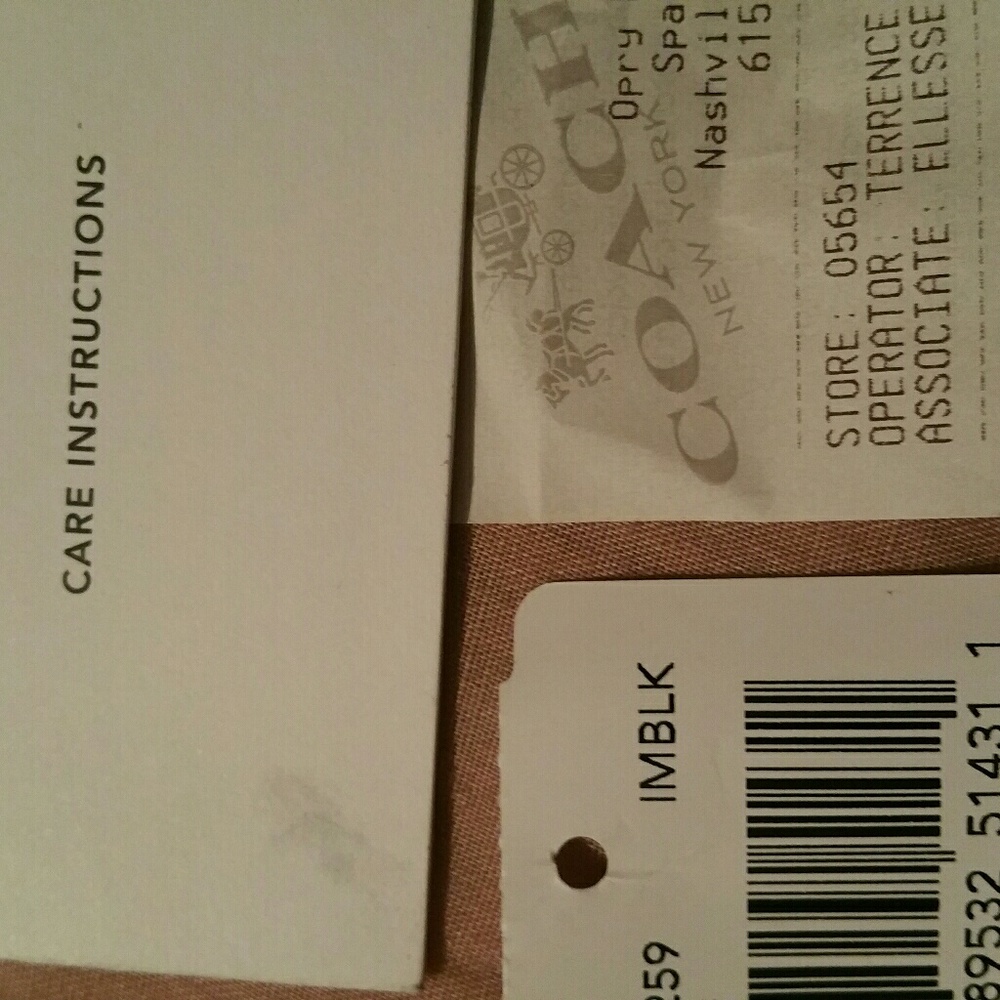 CARE INSTRUCTIONS
COACH
NEW YORK
Opry
Spa
Nashvil
615
STORE: 05654
OPERATOR: TERRENCE
ASSOCIATE: ELLESSE
IMBLK
259
89532 51431 1